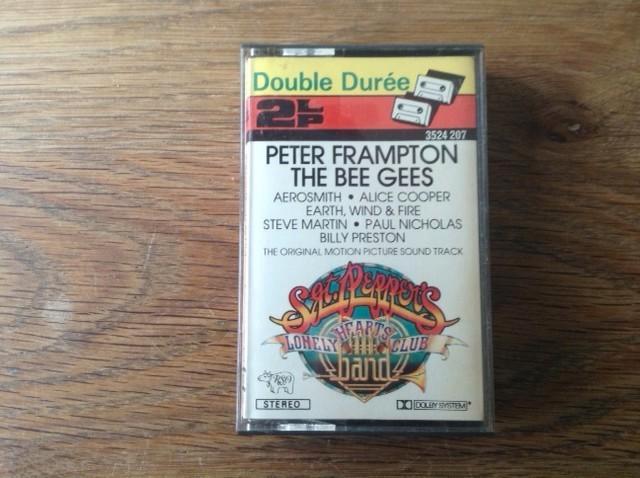 Double Durée
2LP
3524 207
PETER FRAMPTON
THE BEE GEES
AEROSMITH • ALICE COOPER
EARTH, WIND & FIRE
STEVE MARTIN • PAUL NICHOLAS
BILLY PRESTON
THE ORIGINAL MOTION PICTURE SOUND TRACK
Sgt. Pepper's
LONELY HEARTS CLUB
band
RSO
STEREO
DOLBY SYSTEM